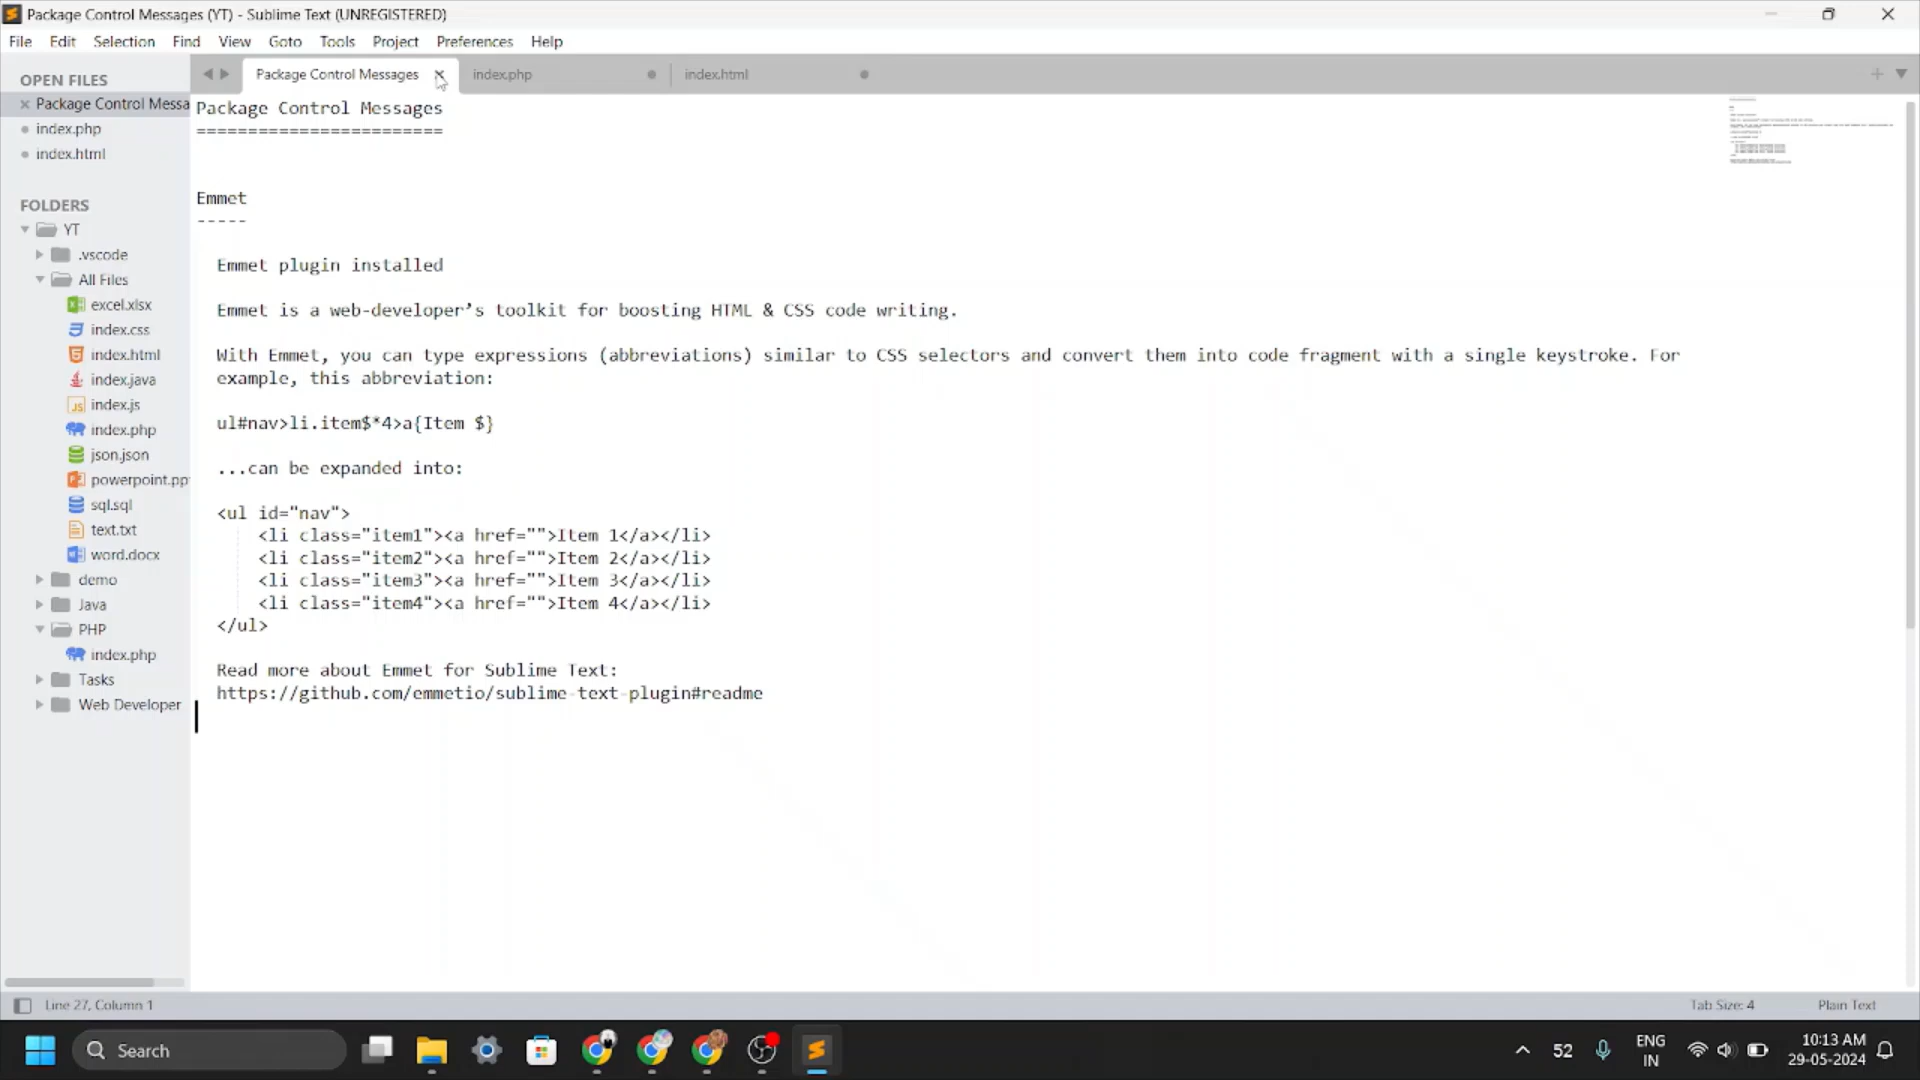 Package Control Messages (YT) - Sublime Text (UNREGISTERED)
File Edit Selection Find View Goto Tools Project Preferences Help
OPEN FILES
Package Control Messa
index.php
index.html
FOLDERS
YT
.vscode
All Files
excel.xlsx
index.css
index.html
index.java
index.js
index.php
json.json
powerpoint.pp
sql.sql
text.txt
word.docx
demo
Java
PHP
index.php
Tasks
Web Developer
Package Control Messages index.php index.html
Package Control Messages
========================
Emmet
-----
Emmet plugin installed
Emmet is a web-developer’s toolkit for boosting HTML & CSS code writing.
With Emmet, you can type expressions (abbreviations) similar to CSS selectors and convert them into code fragment with a single keystroke. For
example, this abbreviation:
ul#nav>li.item$*4>a{Item $}
...can be expanded into:
<ul id="nav">
<li class="item1"><a href="">Item 1</a></li>
<li class="item2"><a href="">Item 2</a></li>
<li class="item3"><a href="">Item 3</a></li>
<li class="item4"><a href="">Item 4</a></li>
</ul>
Read more about Emmet for Sublime Text:
https://github.com/emmetio/sublime-text-plugin#readme
Line 27, Column 1 Tab Size: 4 Plain Text
Search
52
ENG
IN
10:13 AM
29-05-2024